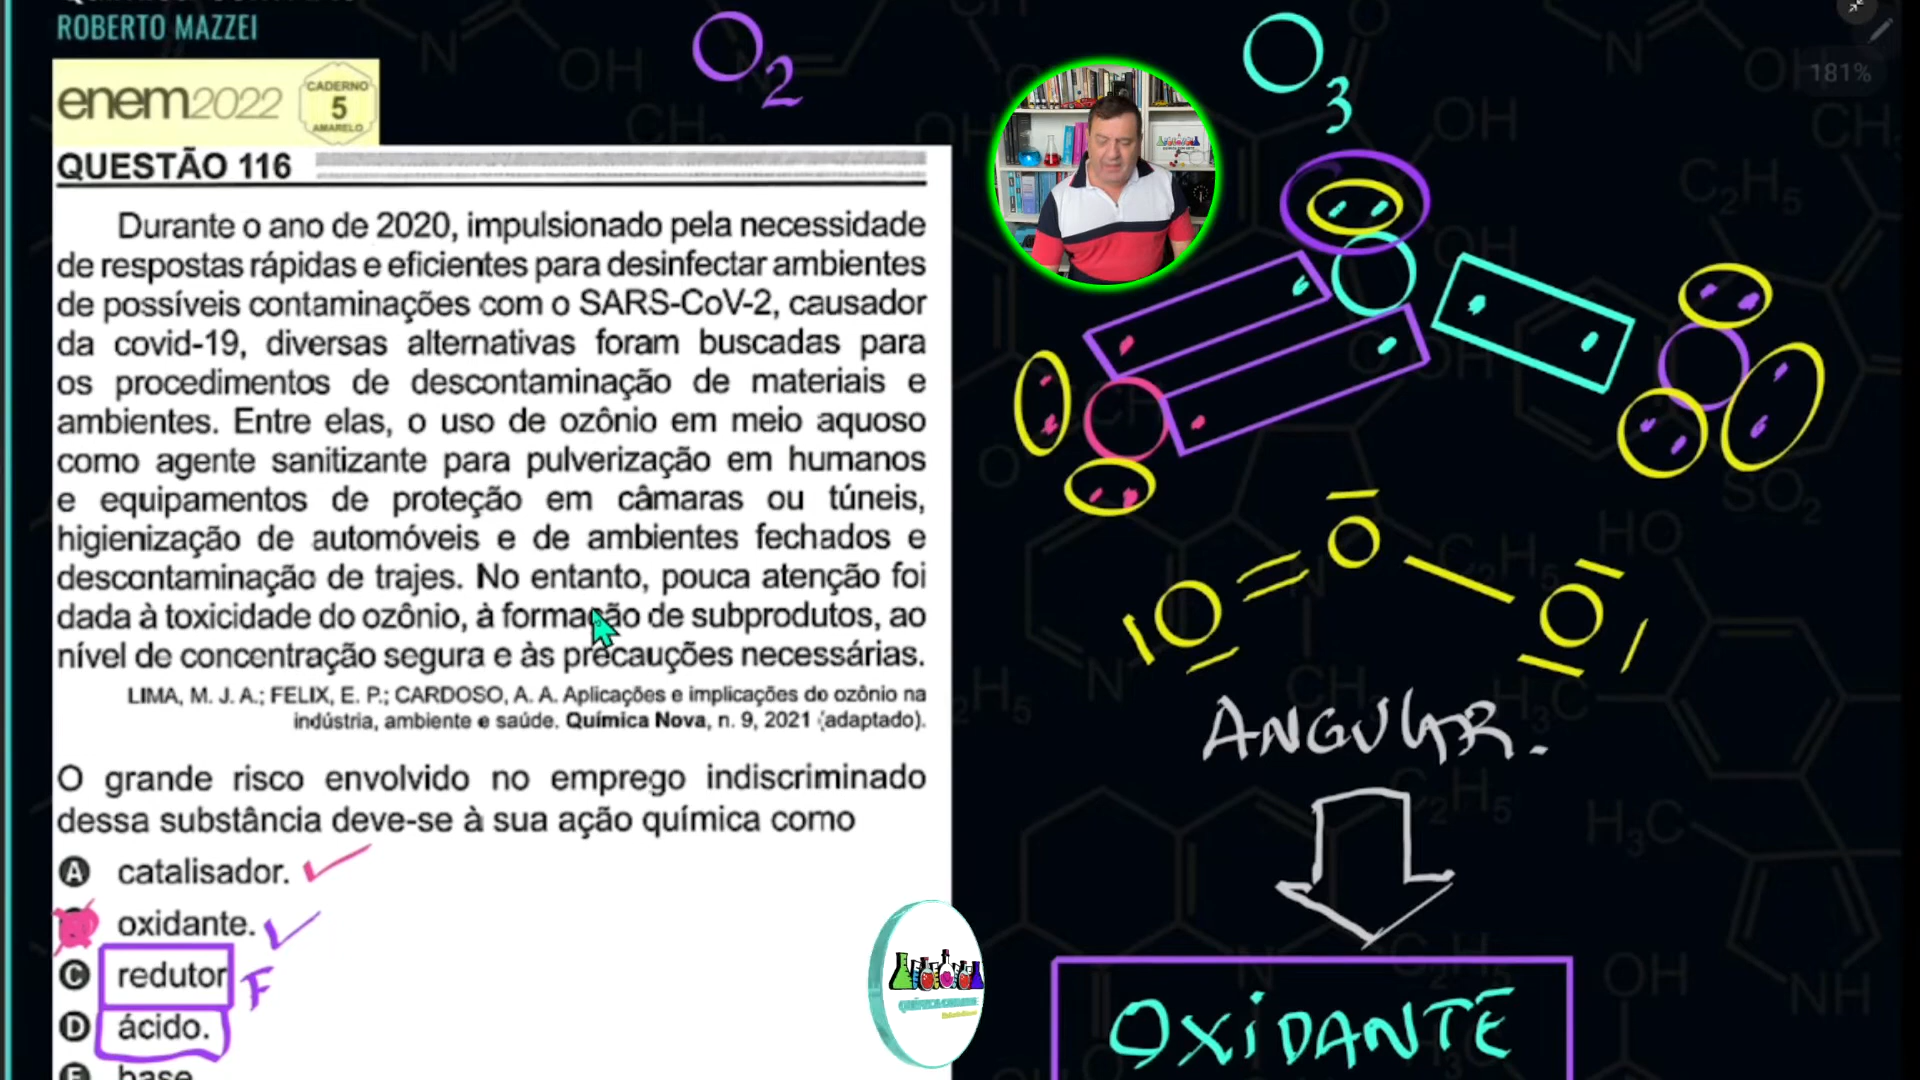 ROBERTO MAZZEI
enem2022
CADERNO
5
AMARELO
QUESTÃO 116
Durante o ano de 2020, impulsionado pela necessidade
de respostas rápidas e eficientes para desinfectar ambientes
de possíveis contaminações com o SARS-CoV-2, causador
da covid-19, diversas alternativas foram buscadas para
os procedimentos de descontaminação de materiais e
ambientes. Entre elas, o uso de ozônio em meio aquoso
como agente sanitizante para pulverização em humanos
e equipamentos de proteção em câmaras ou túneis,
higienização de automóveis e de ambientes fechados e
descontaminação de trajes. No entanto, pouca atenção foi
dada à toxicidade do ozônio, à formação de subprodutos, ao
nível de concentração segura e às precauções necessárias.
LIMA, M. J. A.; FELIX, E. P.; CARDOSO, A. A. Aplicações e implicações do ozônio na
indústria, ambiente e saúde. Química Nova, n. 9, 2021 (adaptado).
O grande risco envolvido no emprego indiscriminado
dessa substância deve-se à sua ação química como
A catalisador.
oxidante.
C redutor F
D ácido.
E base
O2
O3
181%
O = O — O
ANGULAR.
OXIDANTE